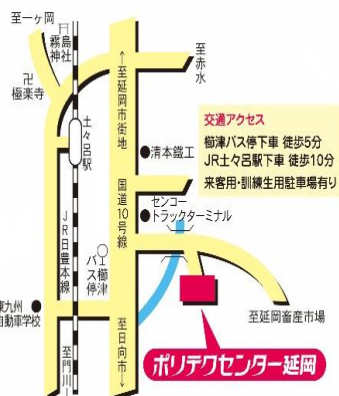 至一ヶ岡
霧島神社
卍
極楽寺
土々呂駅
至延岡市街地
至赤水
交通アクセス
櫛津バス停下車 徒歩5分
JR土々呂駅下車 徒歩10分
来客用・訓練生用駐車場有り
清本鐵工
国道10号線
センコー
トラックターミナル
JR日豊本線
櫛津
バス停
東九州
自動車学校
至門川
至日向市
至延岡畜産市場
ポリテクセンター延岡